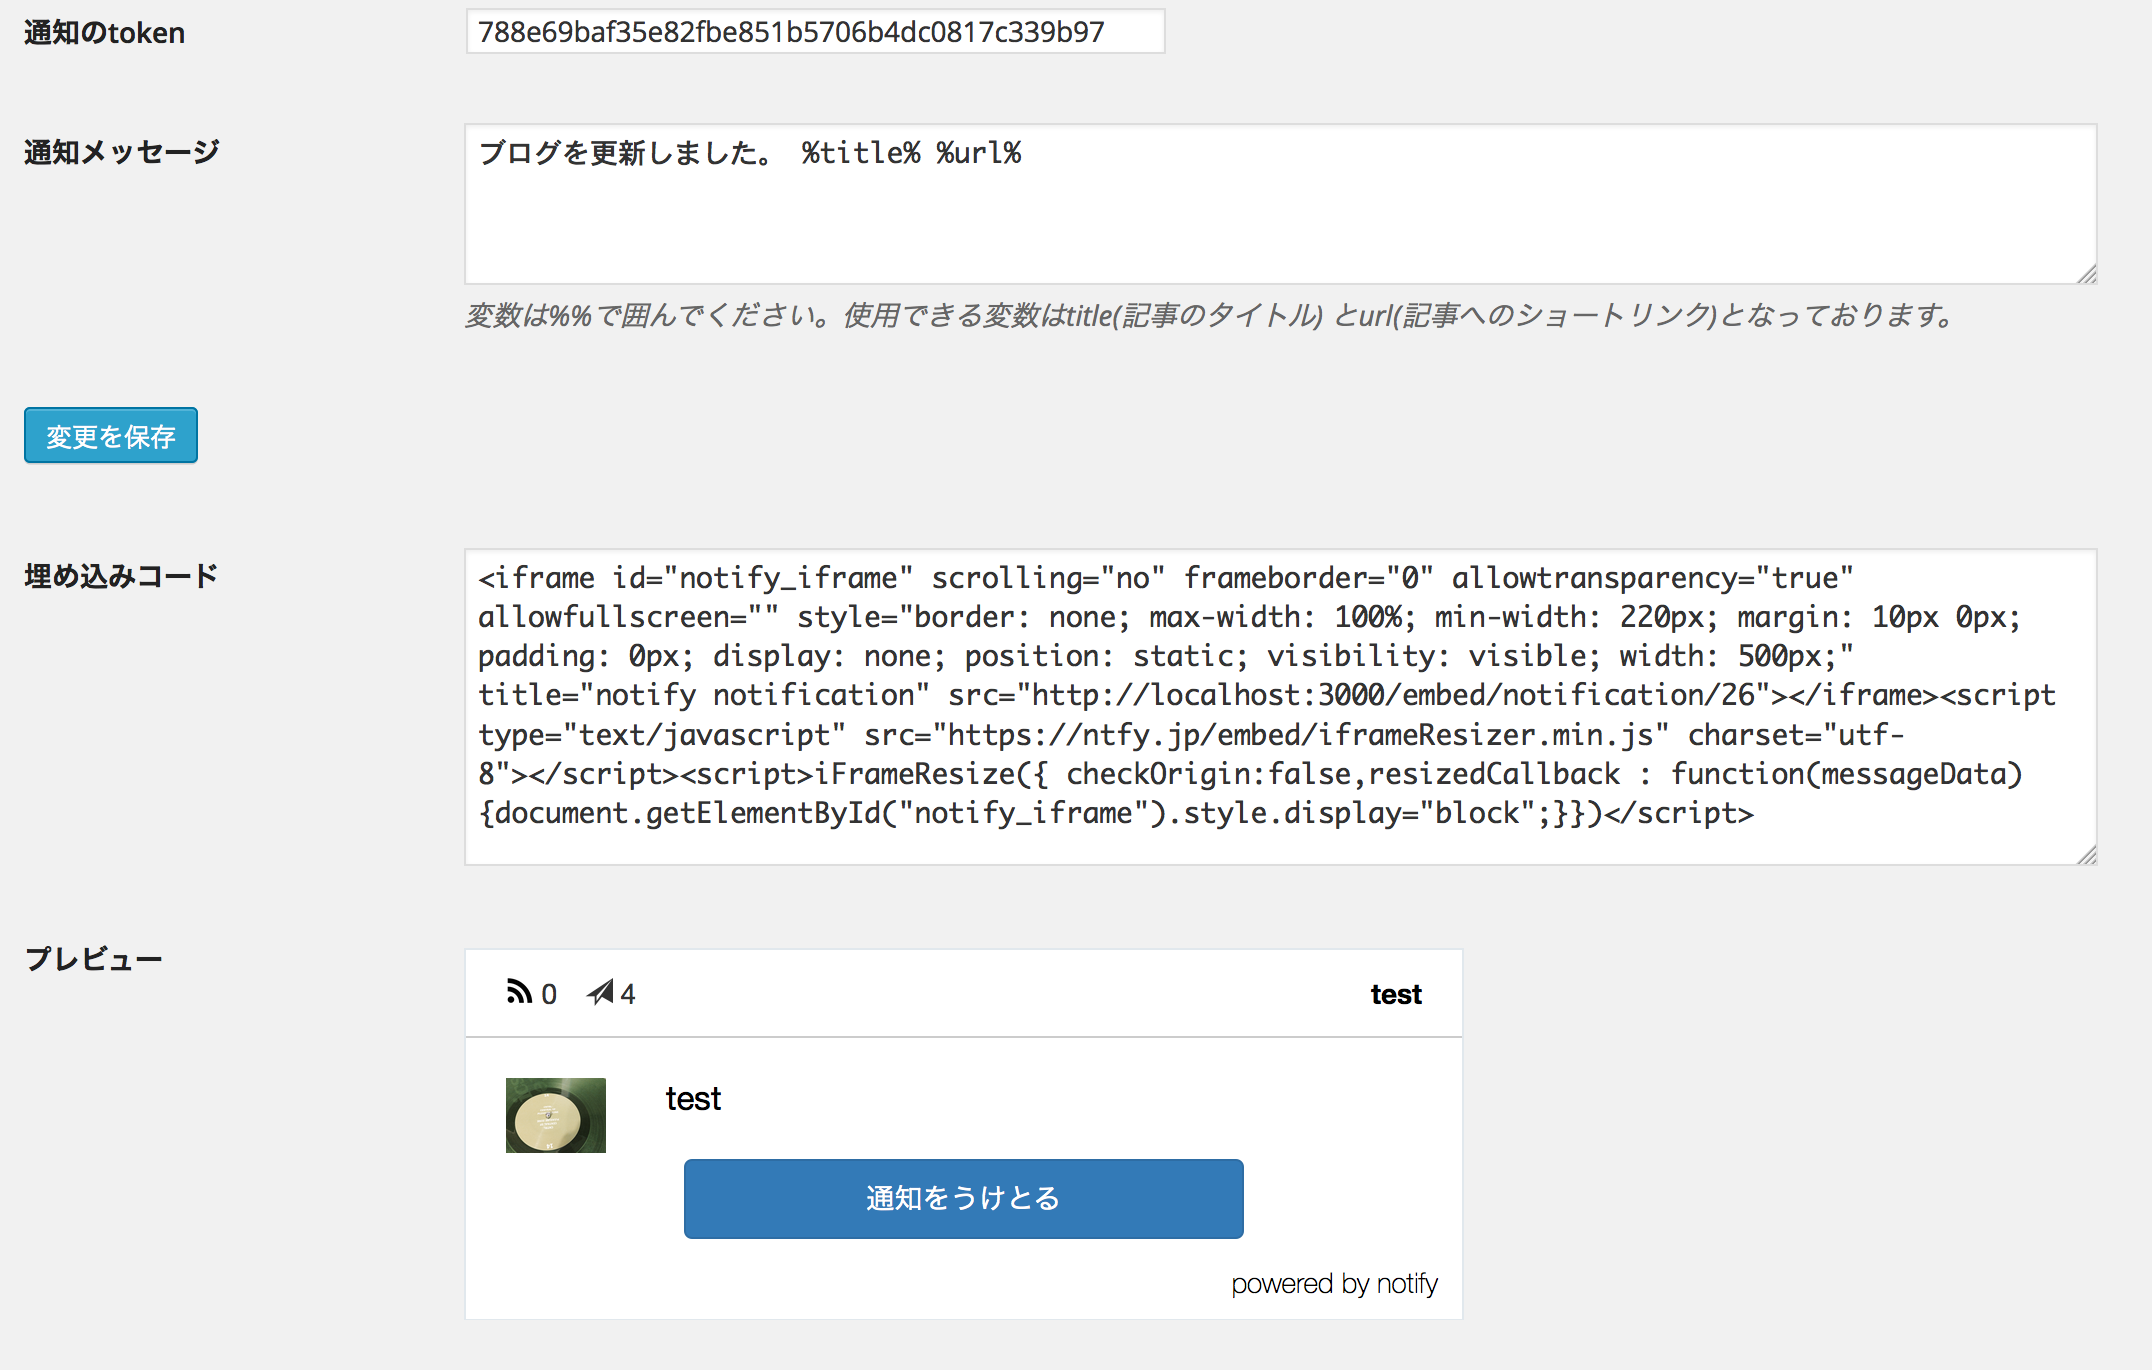 通知のtoken
788e69baf35e82fbe851b5706b4dc0817c339b97
通知メッセージ
ブログを更新しました。 %title% %url%
変数は%%で囲んでください。使用できる変数はtitle(記事のタイトル) とurl(記事へのショートリンク)となっております。
変更を保存
埋め込みコード
<iframe id="notify_iframe" scrolling="no" frameborder="0" allowtransparency="true"
allowfullscreen="" style="border: none; max-width: 100%; min-width: 220px; margin: 10px 0px;
padding: 0px; display: none; position: static; visibility: visible; width: 500px;"
title="notify notification" src="http://localhost:3000/embed/notification/26"></iframe><script
type="text/javascript" src="https://ntfy.jp/embed/iframeResizer.min.js" charset="utf-
8"></script><script>iFrameResize({ checkOrigin:false,resizedCallback : function(messageData)
{document.getElementById("notify_iframe").style.display="block";}})</script>
プレビュー
0 4 test
test
通知をうけとる
powered by notify